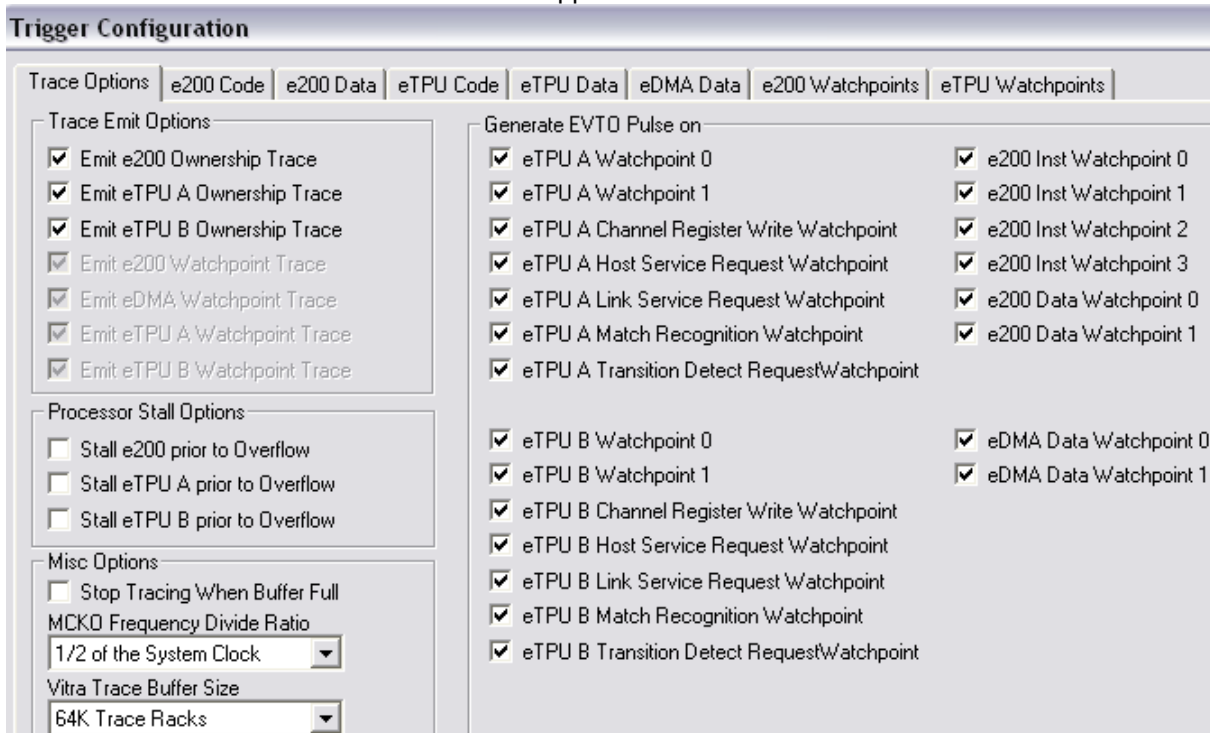 Trigger Configuration
Trace Options e200 Code e200 Data eTPU Code eTPU Data eDMA Data e200 Watchpoints eTPU Watchpoints
Trace Emit Options
Emit e200 Ownership Trace
Emit eTPU A Ownership Trace
Emit eTPU B Ownership Trace
Emit e200 Watchpoint Trace
Emit eDMA Watchpoint Trace
Emit eTPU A Watchpoint Trace
Emit eTPU B Watchpoint Trace
Processor Stall Options
Stall e200 prior to Overflow
Stall eTPU A prior to Overflow
Stall eTPU B prior to Overflow
Misc Options
Stop Tracing When Buffer Full
MCKO Frequency Divide Ratio
1/2 of the System Clock
Vitra Trace Buffer Size
64K Trace Racks
Generate EVTO Pulse on
eTPU A Watchpoint 0
eTPU A Watchpoint 1
eTPU A Channel Register Write Watchpoint
eTPU A Host Service Request Watchpoint
eTPU A Link Service Request Watchpoint
eTPU A Match Recognition Watchpoint
eTPU A Transition Detect RequestWatchpoint
eTPU B Watchpoint 0
eTPU B Watchpoint 1
eTPU B Channel Register Write Watchpoint
eTPU B Host Service Request Watchpoint
eTPU B Link Service Request Watchpoint
eTPU B Match Recognition Watchpoint
eTPU B Transition Detect RequestWatchpoint
e200 Inst Watchpoint 0
e200 Inst Watchpoint 1
e200 Inst Watchpoint 2
e200 Inst Watchpoint 3
e200 Data Watchpoint 0
e200 Data Watchpoint 1
eDMA Data Watchpoint 0
eDMA Data Watchpoint 1